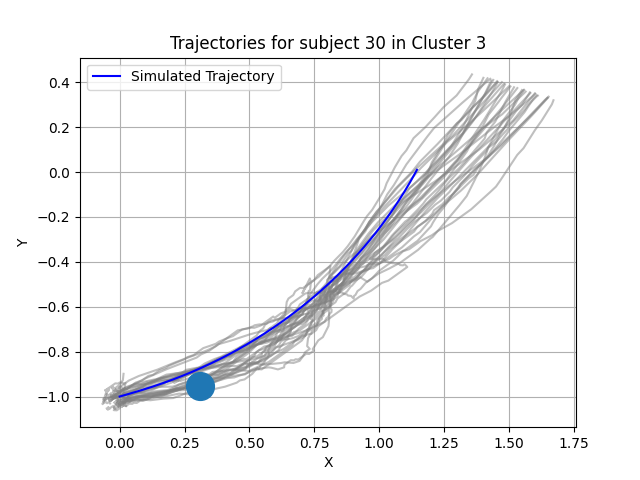 Trajectories for subject 30 in Cluster 3
Simulated Trajectory
0.4
0.2
0.0
−0.2
−0.4
−0.6
−0.8
−1.0
Y
0.00 0.25 0.50 0.75 1.00 1.25 1.50 1.75
X